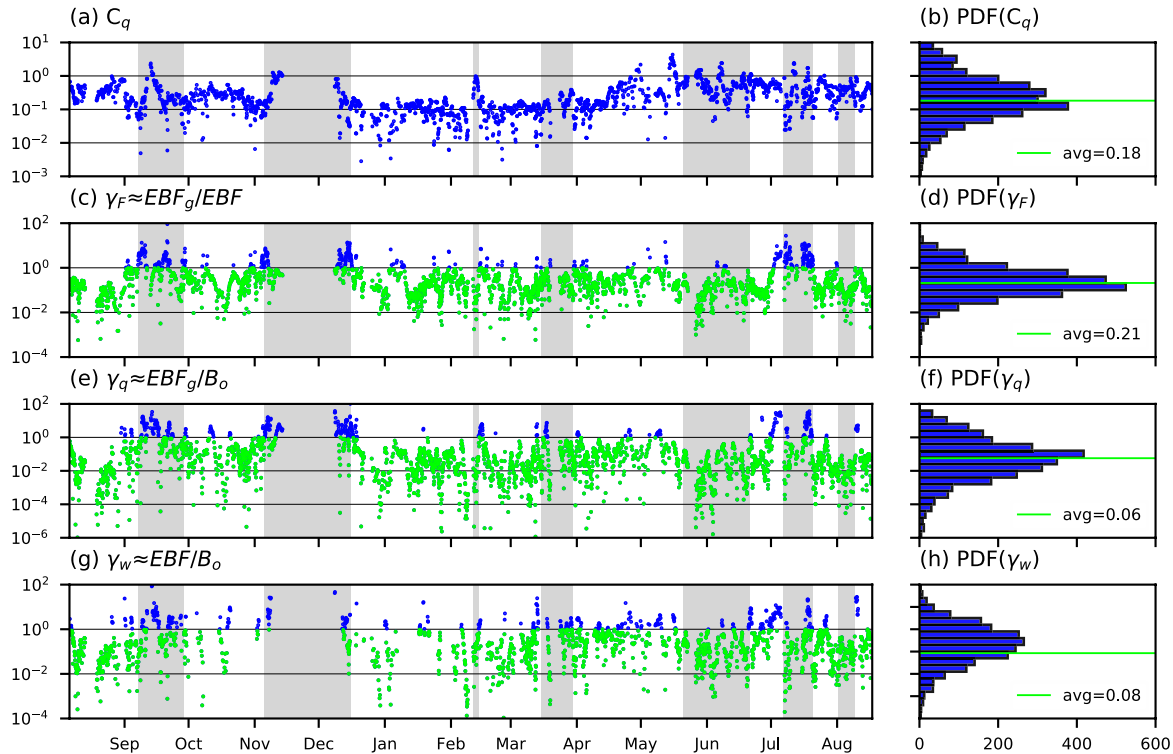 (a) C_q
(b) PDF(C_q)
10^1
10^0
10^-1
10^-2
10^-3
avg=0.18
(c) γ_F≈EBF_g/EBF
(d) PDF(γ_F)
10^2
10^0
10^-2
10^-4
avg=0.21
(e) γ_q≈EBF_g/B_o
(f) PDF(γ_q)
10^2
10^0
10^-2
10^-4
10^-6
avg=0.06
(g) γ_w≈EBF/B_o
(h) PDF(γ_w)
10^2
10^0
10^-2
10^-4
avg=0.08
Sep Oct Nov Dec Jan Feb Mar Apr May Jun Jul Aug
0 200 400 600